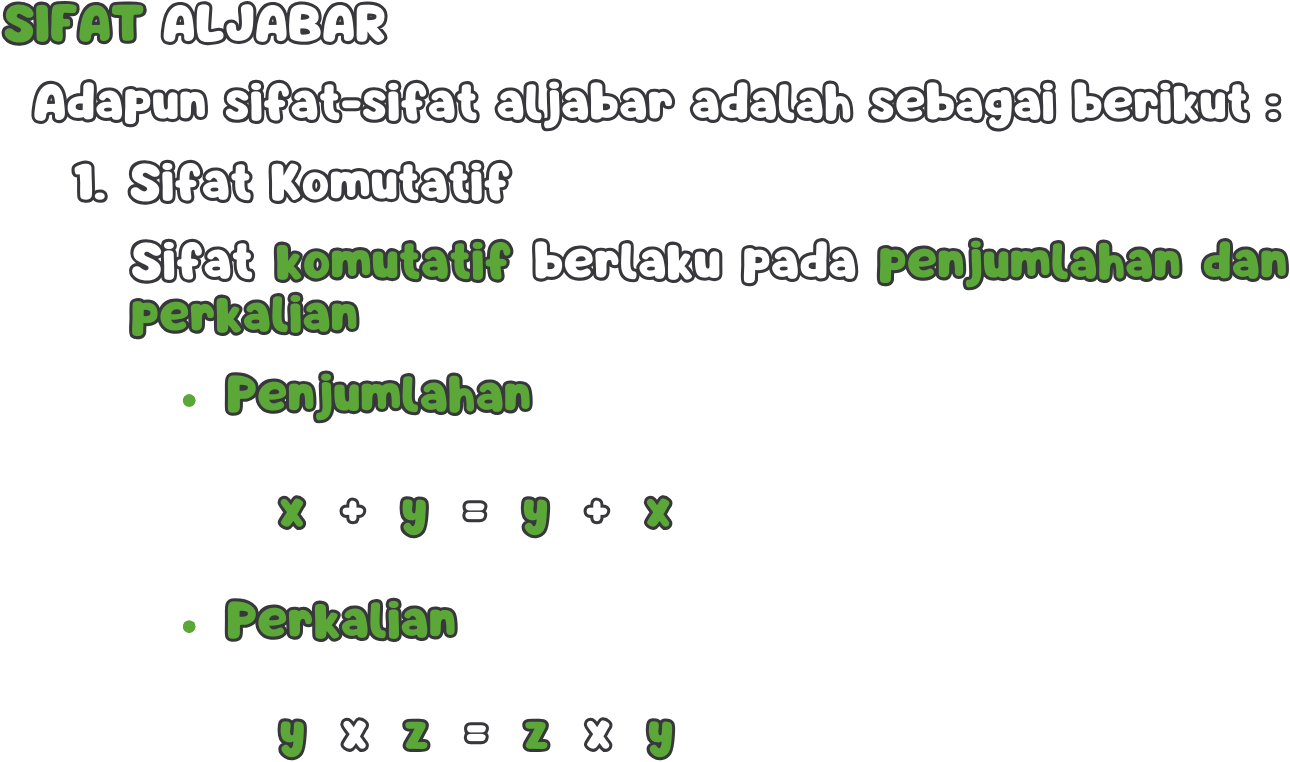 SIFAT ALJABAR
Adapun sifat-sifat aljabar adalah sebagai berikut :
1. Sifat Komutatif
Sifat komutatif berlaku pada penjumlahan dan
perkalian
• Penjumlahan
x + y = y + x
• Perkalian
y x z = z x y